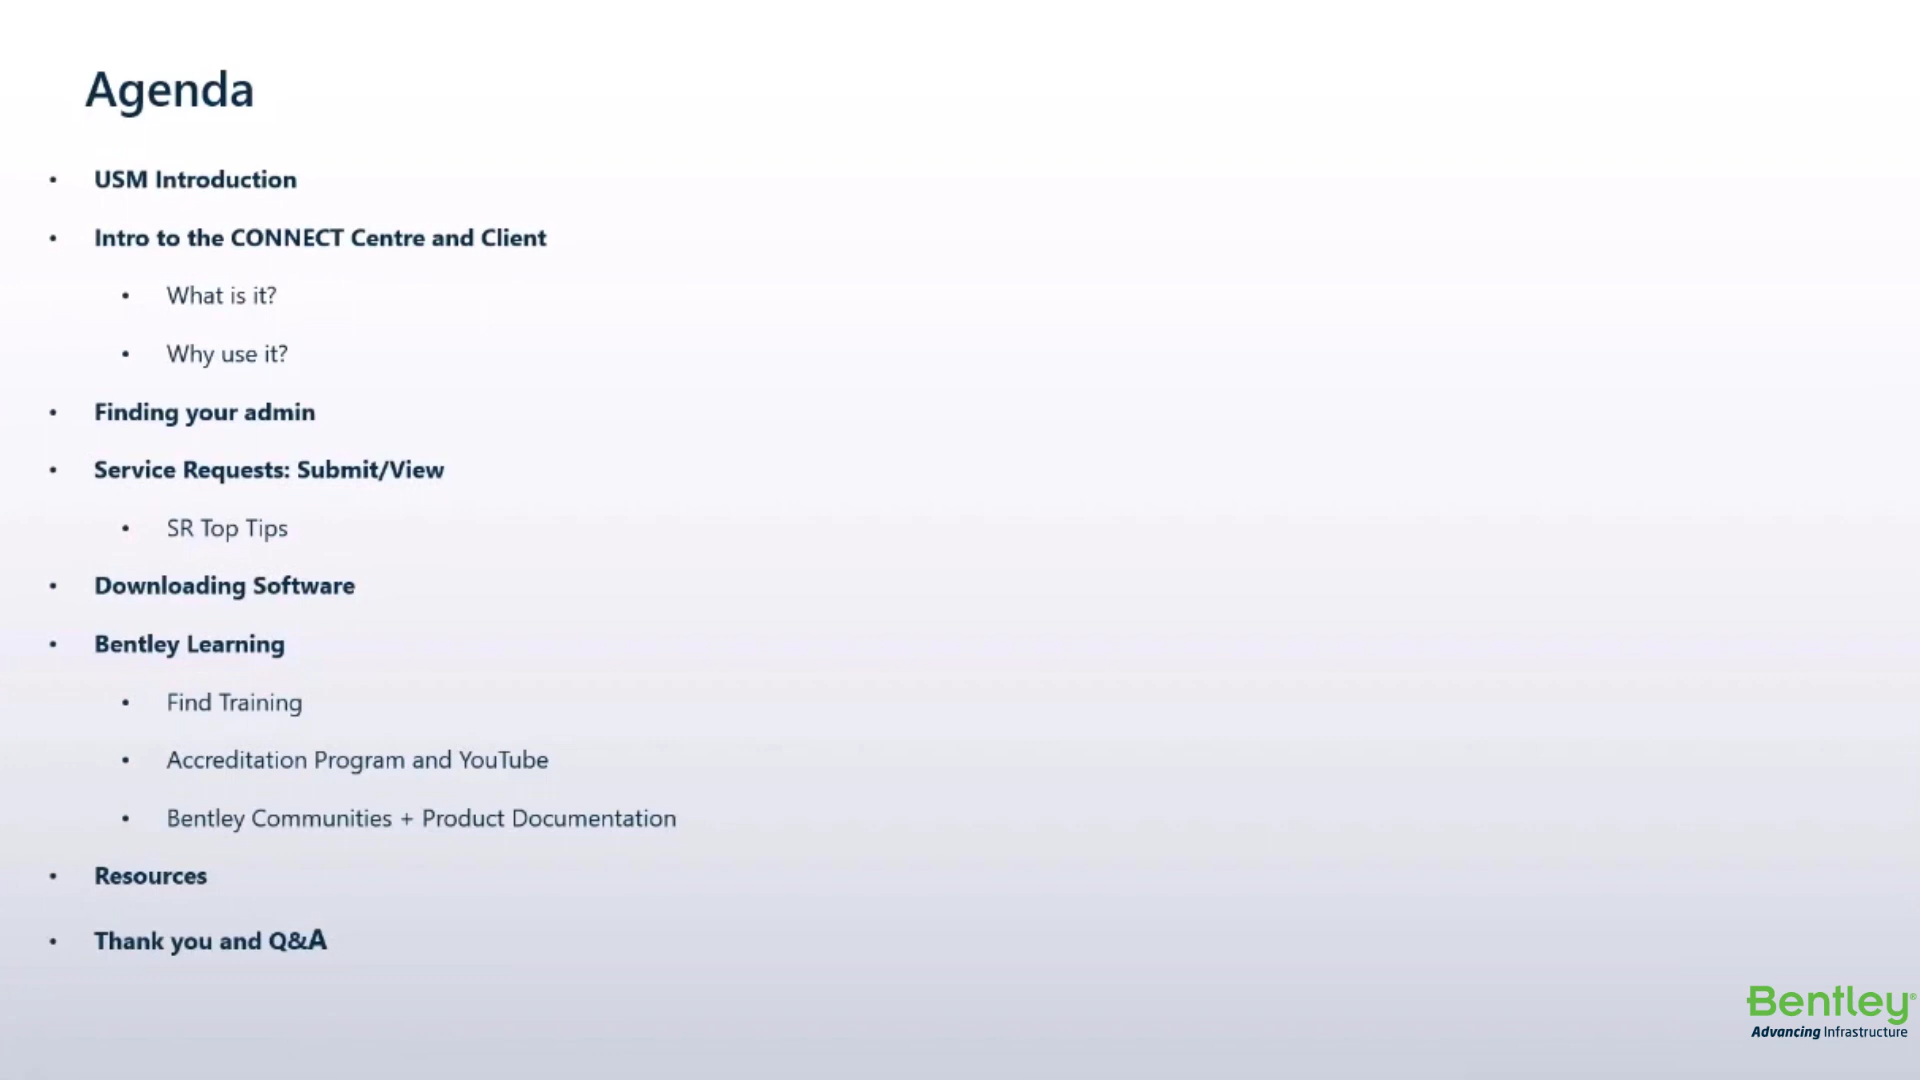 Agenda
• USM Introduction
• Intro to the CONNECT Centre and Client
• What is it?
• Why use it?
• Finding your admin
• Service Requests: Submit/View
• SR Top Tips
• Downloading Software
• Bentley Learning
• Find Training
• Accreditation Program and YouTube
• Bentley Communities + Product Documentation
• Resources
• Thank you and Q&A
Bentley®
Advancing Infrastructure